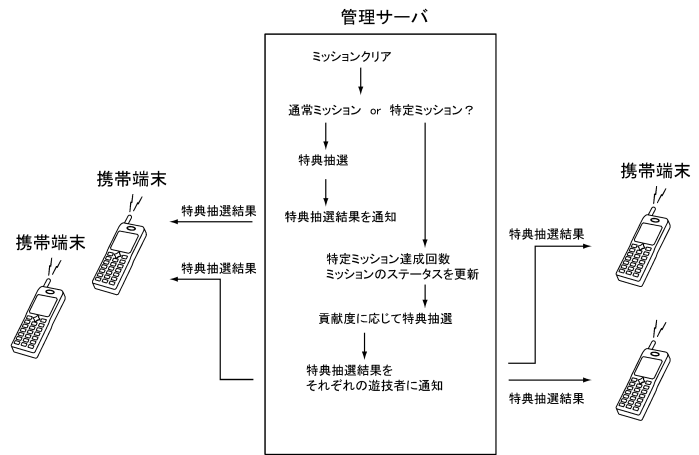 管理サーバ
ミッションクリア
通常ミッション or 特定ミッション？
特典抽選
特典抽選結果を通知
特定ミッション達成回数
ミッションのステータスを更新
貢献度に応じて特典抽選
特典抽選結果を
それぞれの遊技者に通知
携帯端末
特典抽選結果
携帯端末
特典抽選結果
携帯端末
特典抽選結果
特典抽選結果